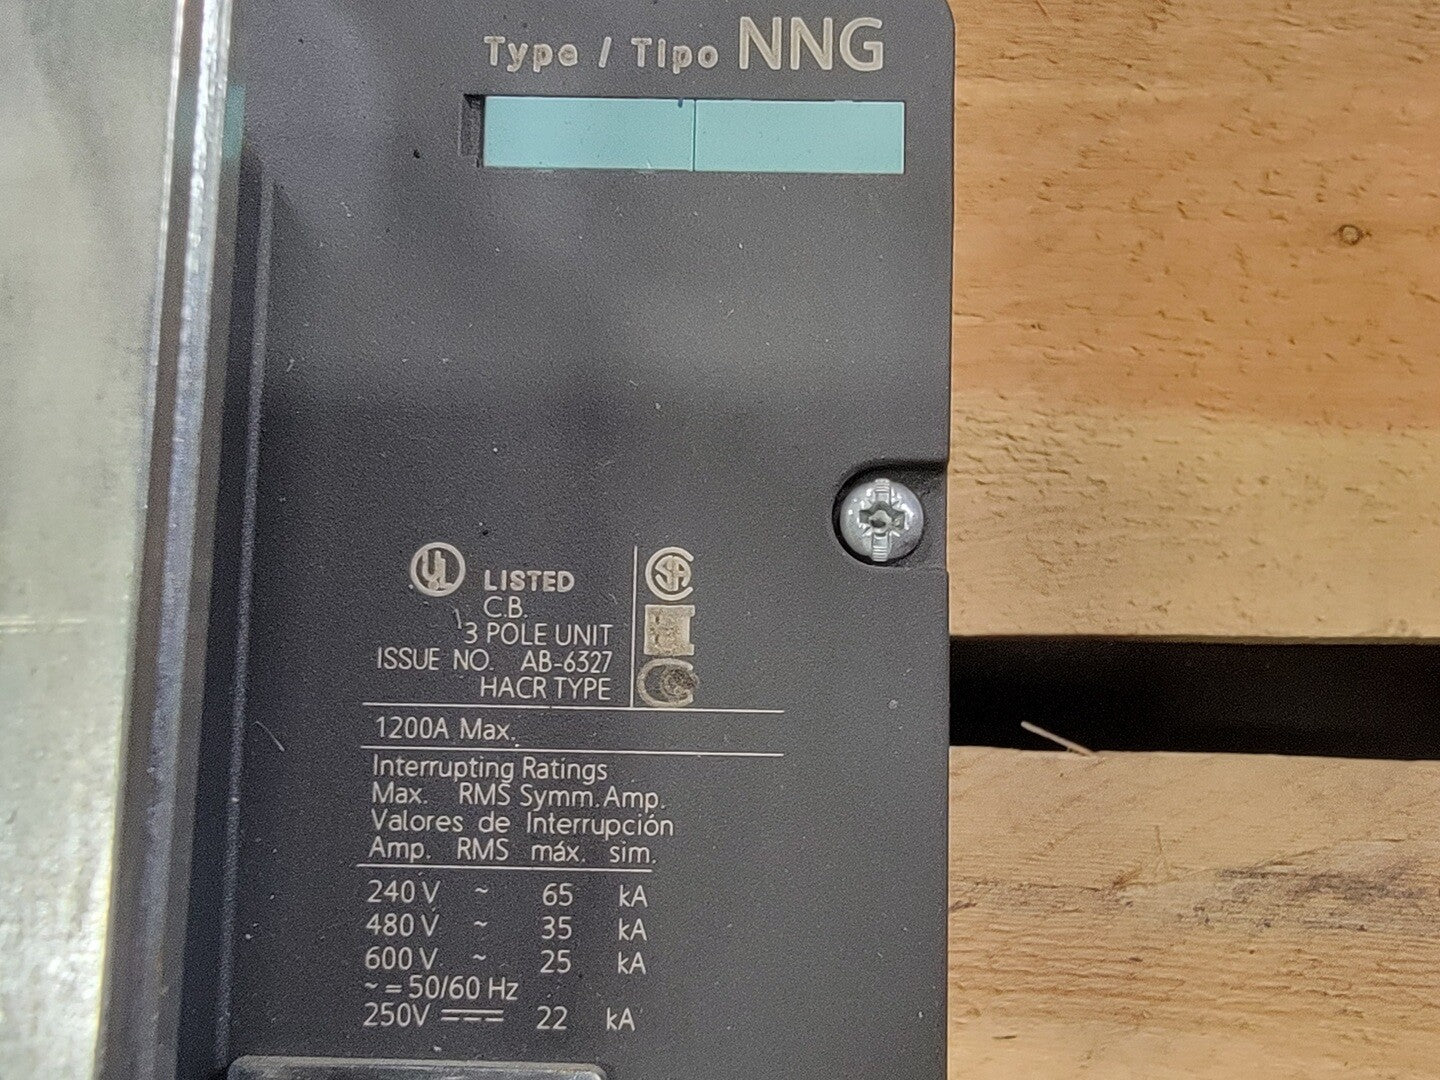 Type / Tipo NNG
UL LISTED
C.B.
3 POLE UNIT
ISSUE NO. AB-6327
HACR TYPE
1200A Max.
Interrupting Ratings
Max. RMS Symm. Amp.
Valores de Interrupción
Amp. RMS máx. sim.
240 V ~ 65 kA
480 V ~ 35 kA
600 V ~ 25 kA
~ = 50/60 Hz
250V 22 kA